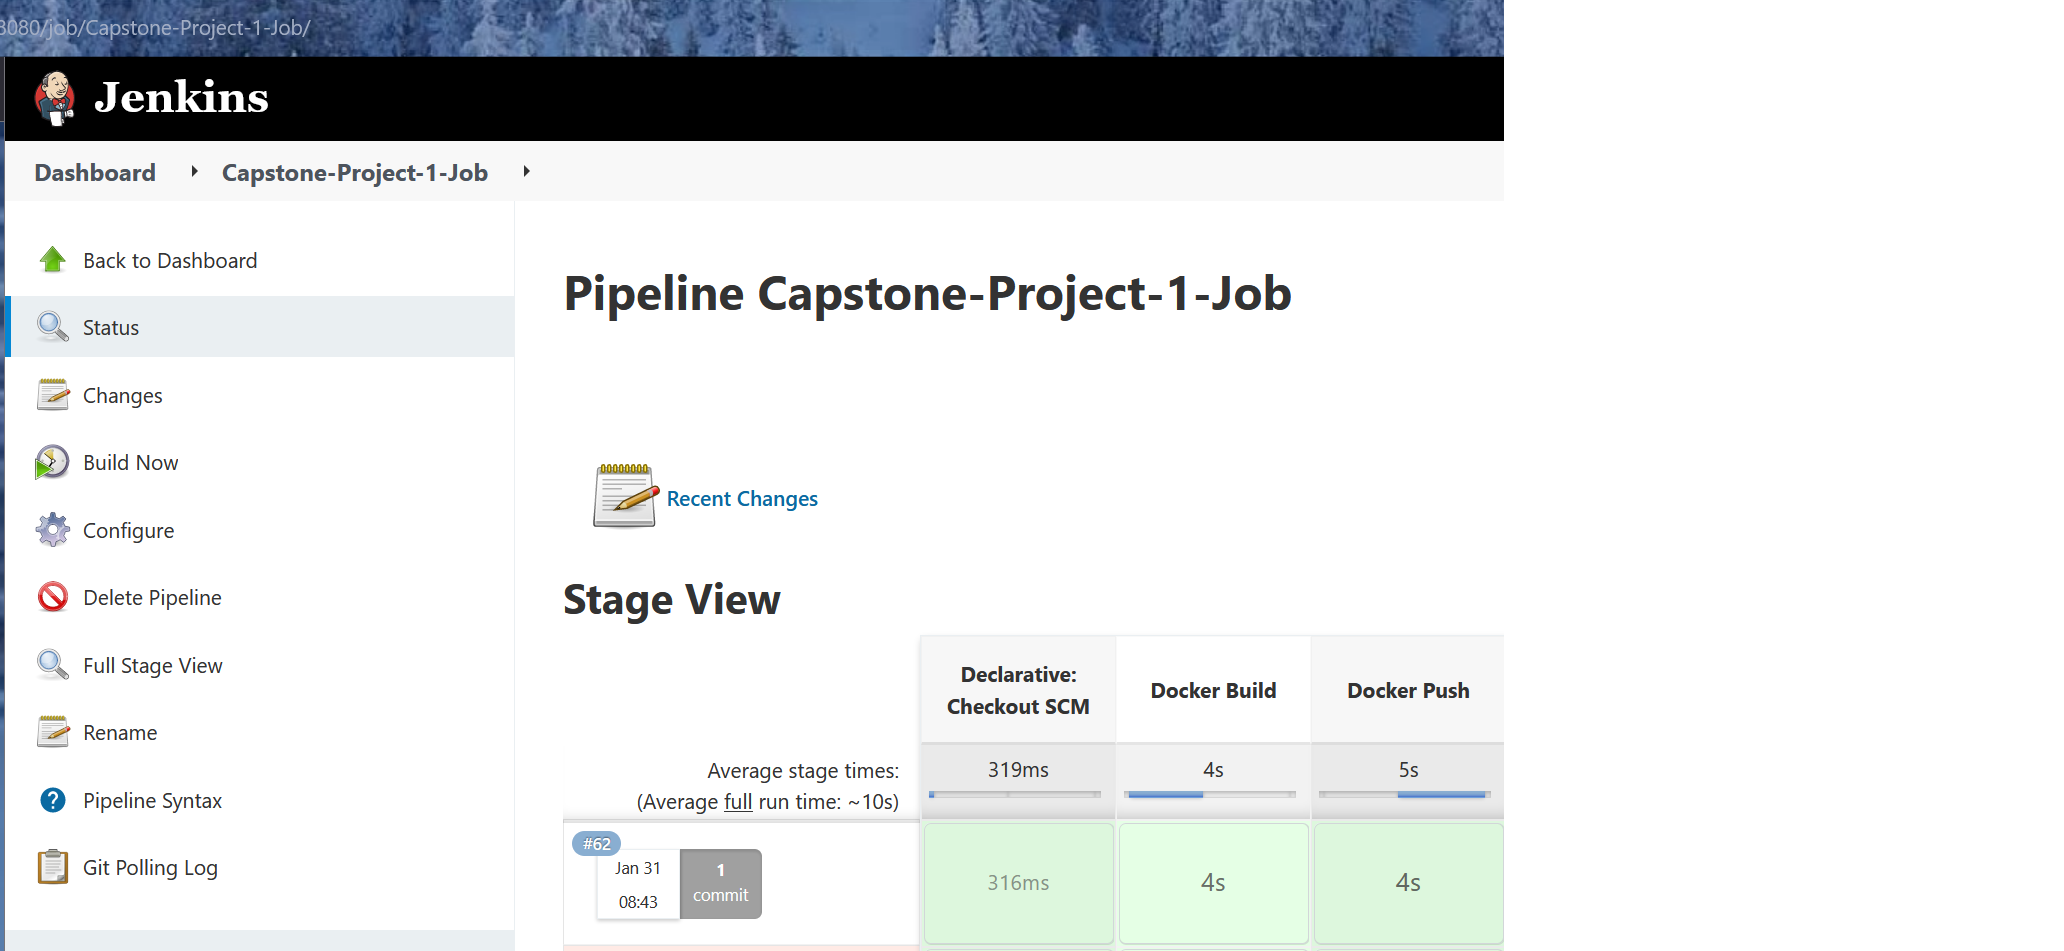 8080/job/Capstone-Project-1-Job/
Jenkins
Dashboard
Capstone-Project-1-Job
Back to Dashboard
Status
Changes
Build Now
Configure
Delete Pipeline
Full Stage View
Rename
Pipeline Syntax
Git Polling Log
Pipeline Capstone-Project-1-Job
Recent Changes
Stage View
Declarative:
Checkout SCM
Docker Build
Docker Push
Average stage times:
(Average full run time: ~10s)
319ms
4s
5s
#62
Jan 31
08:43
1
commit
316ms
4s
4s